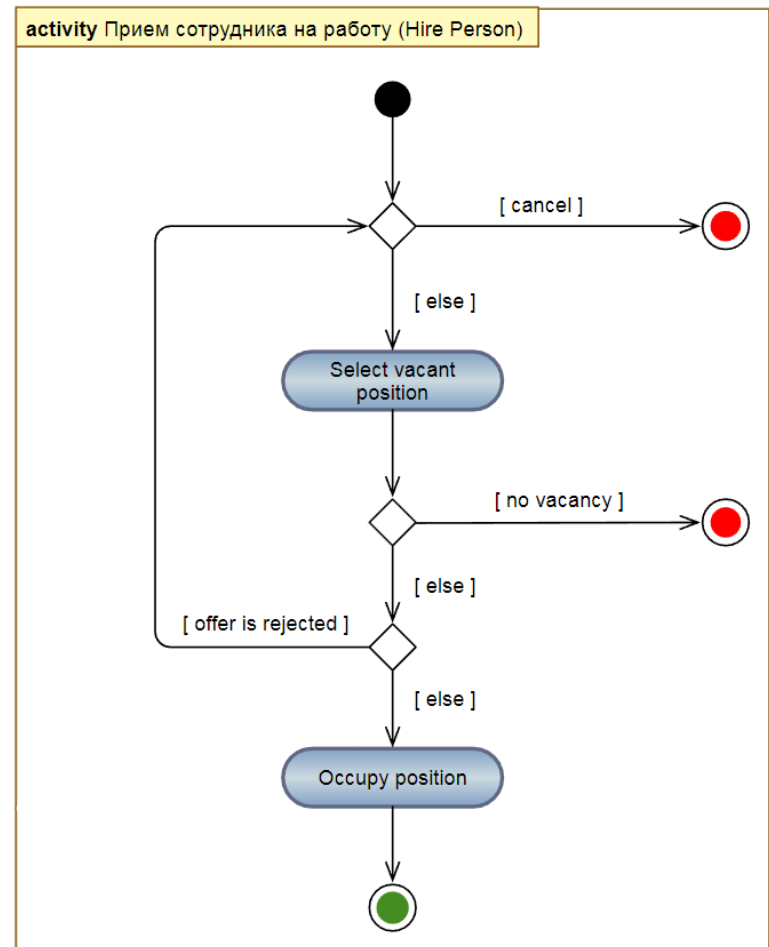 activity Прием сотрудника на работу (Hire Person)
[ cancel ]
[ else ]
Select vacant
position
[ no vacancy ]
[ else ]
[ offer is rejected ]
[ else ]
Occupy position